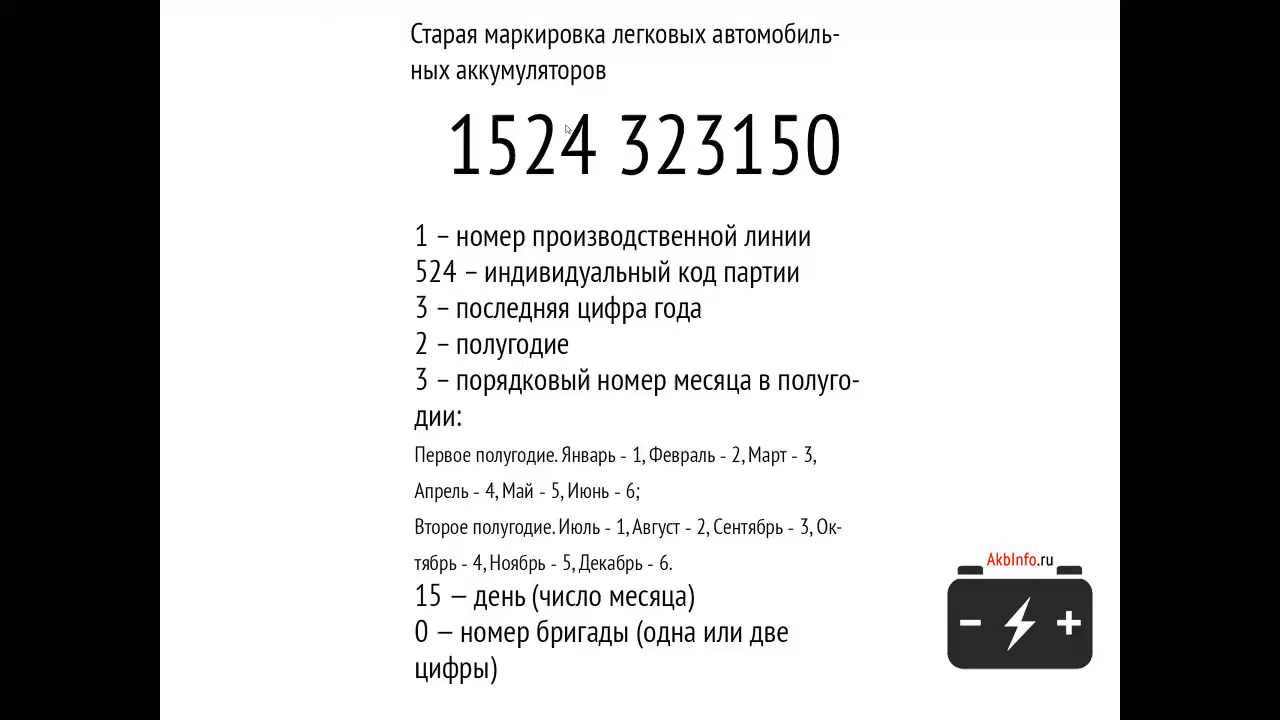 Старая маркировка легковых автомобиль-
ных аккумуляторов
1524 323150
1 – номер производственной линии
524 – индивидуальный код партии
3 – последняя цифра года
2 – полугодие
3 – порядковый номер месяца в полуго-
дии:
Первое полугодие. Январь - 1, Февраль - 2, Март - 3,
Апрель - 4, Май - 5, Июнь - 6;
Второе полугодие. Июль - 1, Август - 2, Сентябрь - 3, Ок-
тябрь - 4, Ноябрь - 5, Декабрь - 6.
15 — день (число месяца)
0 — номер бригады (одна или две
цифры)
AkbInfo.ru